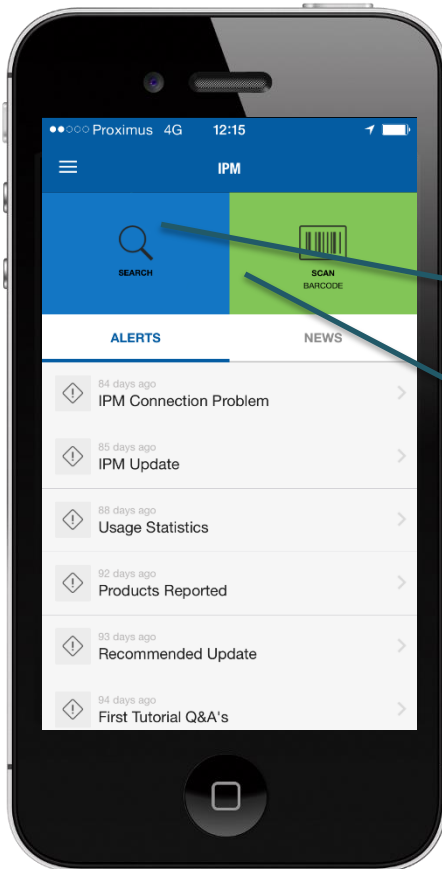 Proximus 4G 12:15
IPM
SEARCH
SCAN
BARCODE
ALERTS
NEWS
84 days ago
IPM Connection Problem
85 days ago
IPM Update
88 days ago
Usage Statistics
92 days ago
Products Reported
93 days ago
Recommended Update
94 days ago
First Tutorial Q&A's